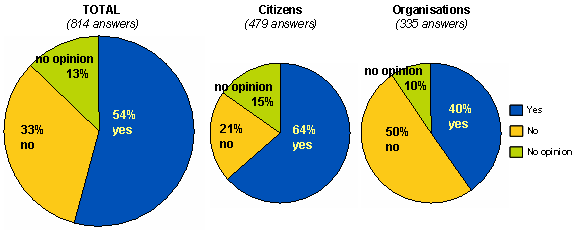 TOTAL
(814 answers)
no opinion
13%
33%
no
54%
yes
Citizens
(479 answers)
no opinion
15%
21%
no
64%
yes
Organisations
(335 answers)
no opinion
10%
50%
no
40%
yes
Yes
No
No opinion